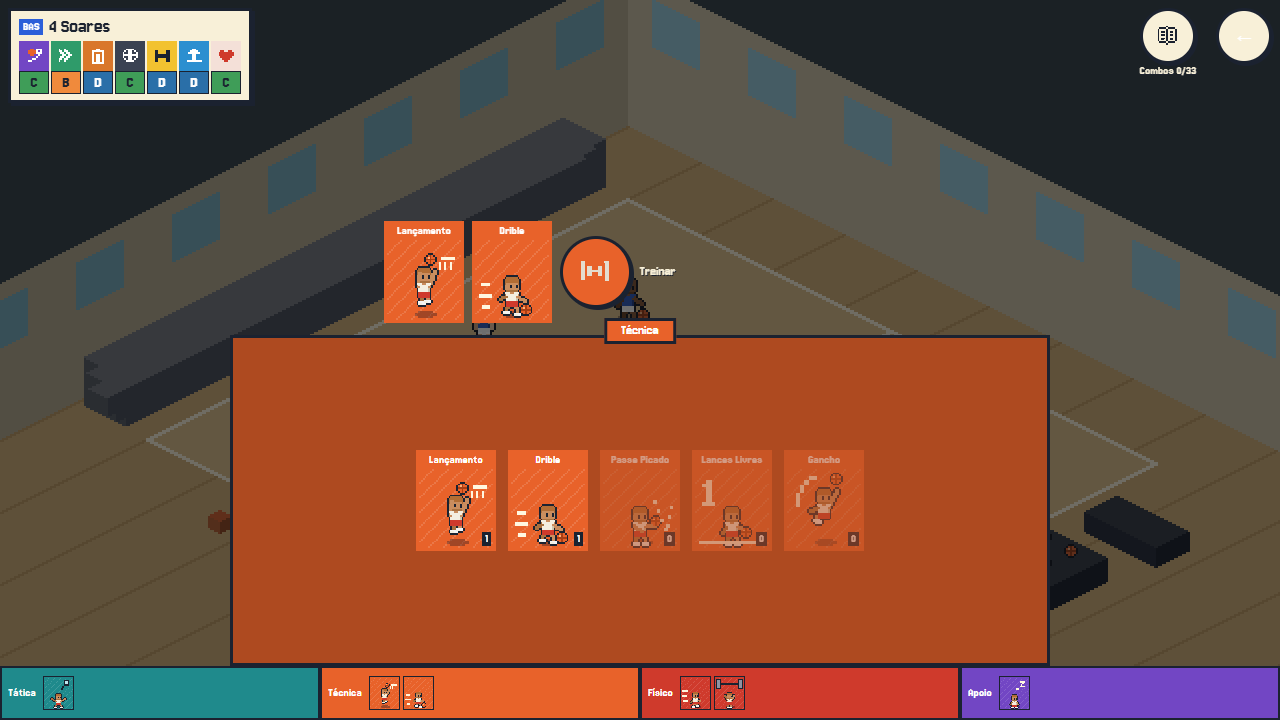 BAS 4 Soares
C B D C D D C
Combos 0/33
Lançamento
Drible
Treinar
Técnica
Lançamento
1
Drible
1
Passe Picado
0
Lances Livres
1
0
Gancho
0
Tática
Técnica
Físico
Apoio